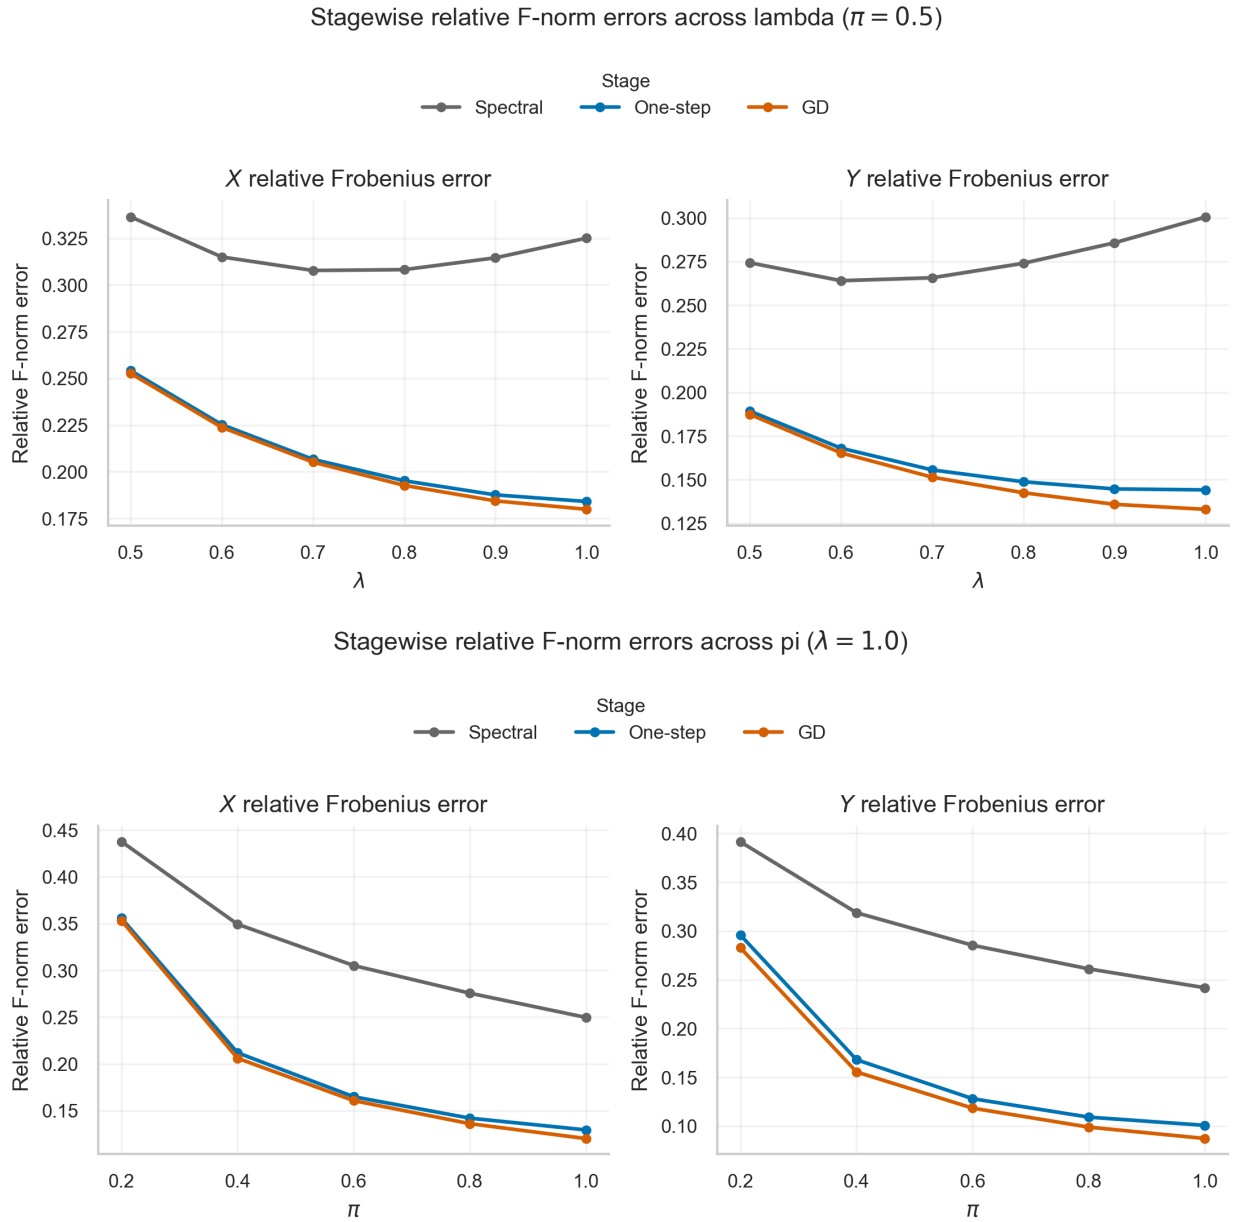 Stagewise relative F-norm errors across lambda (π = 0.5)
Stage
Spectral One-step GD
X relative Frobenius error
Relative F-norm error
0.325
0.300
0.275
0.250
0.225
0.200
0.175
0.5 0.6 0.7 0.8 0.9 1.0
λ
Y relative Frobenius error
Relative F-norm error
0.300
0.275
0.250
0.225
0.200
0.175
0.150
0.125
0.5 0.6 0.7 0.8 0.9 1.0
λ
Stagewise relative F-norm errors across pi (λ = 1.0)
Stage
Spectral One-step GD
X relative Frobenius error
Relative F-norm error
0.45
0.40
0.35
0.30
0.25
0.20
0.15
0.2 0.4 0.6 0.8 1.0
π
Y relative Frobenius error
Relative F-norm error
0.40
0.35
0.30
0.25
0.20
0.15
0.10
0.2 0.4 0.6 0.8 1.0
π